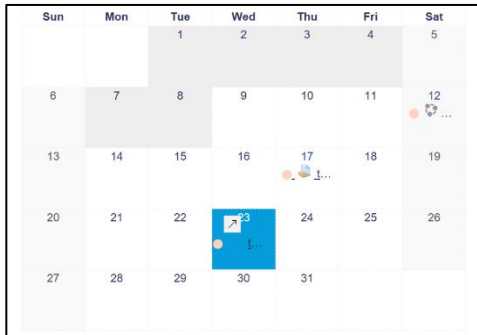 Sun Mon Tue Wed Thu Fri Sat
1 2 3 4 5
6 7 8 9 10 11 12
...
13 14 15 16 17 18 19
t...
20 21 22 23 24 25 26
t...
27 28 29 30 31